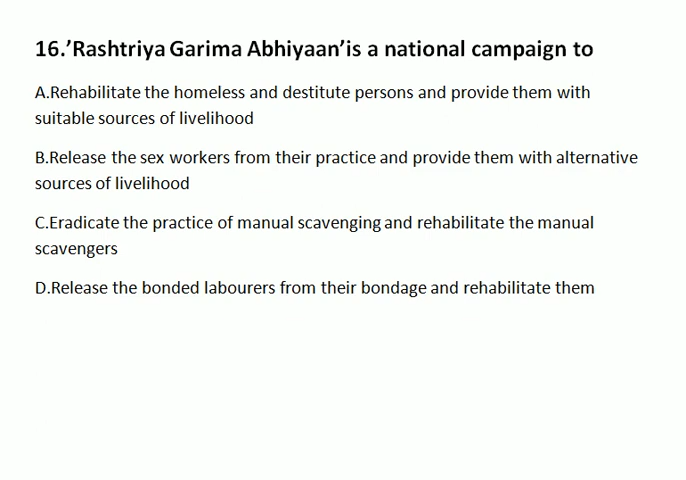 16.’Rashtriya Garima Abhiyaan’is a national campaign to
A.Rehabilitate the homeless and destitute persons and provide them with
suitable sources of livelihood
B.Release the sex workers from their practice and provide them with alternative
sources of livelihood
C.Eradicate the practice of manual scavenging and rehabilitate the manual
scavengers
D.Release the bonded labourers from their bondage and rehabilitate them